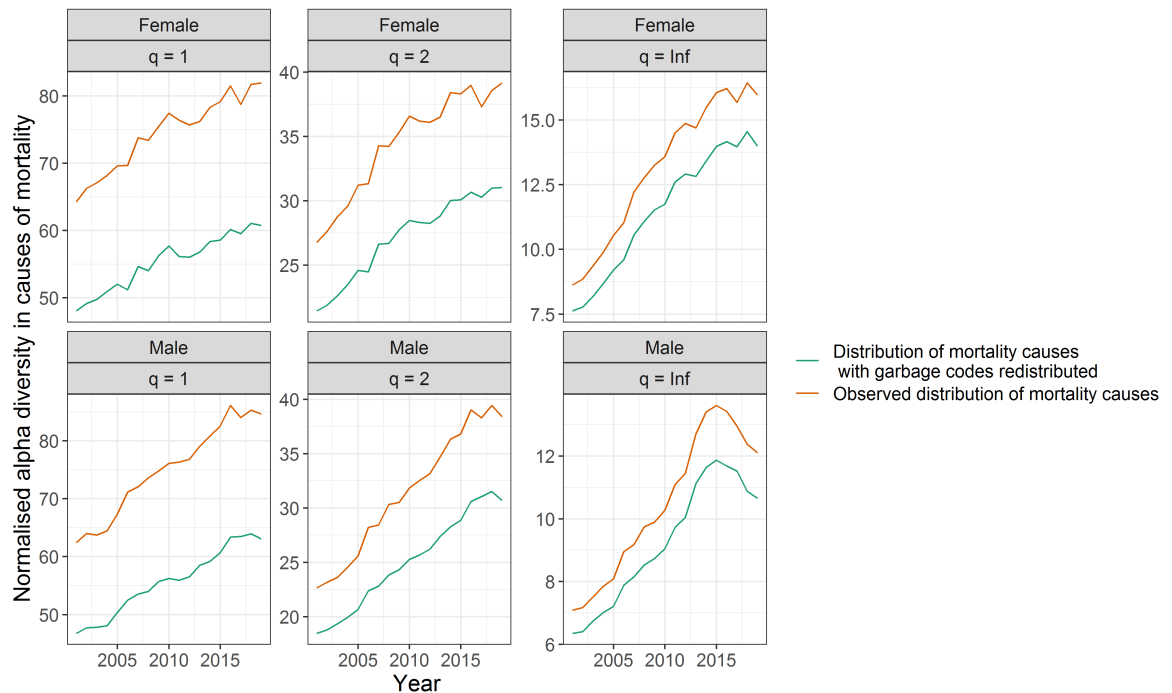 Female
Female
Female
q = 1
q = 2
q = Inf
80
70
60
50
40
35
30
25
15.0
12.5
10.0
7.5
Male
Male
Male
q = 1
q = 2
q = Inf
80
70
60
50
40
35
30
25
20
12
10
8
6
2005 2010 2015
2005 2010 2015
2005 2010 2015
Year
Normalised alpha diversity in causes of mortality
Distribution of mortality causes
with garbage codes redistributed
Observed distribution of mortality causes